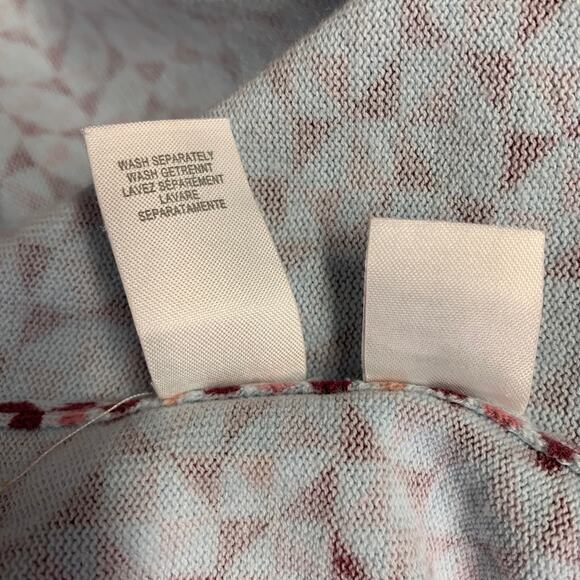 WASH SEPARATELY
WASH GETRENNT
LAVEZ SÉPAREMENT
LAVARE
SEPARATAMENTE